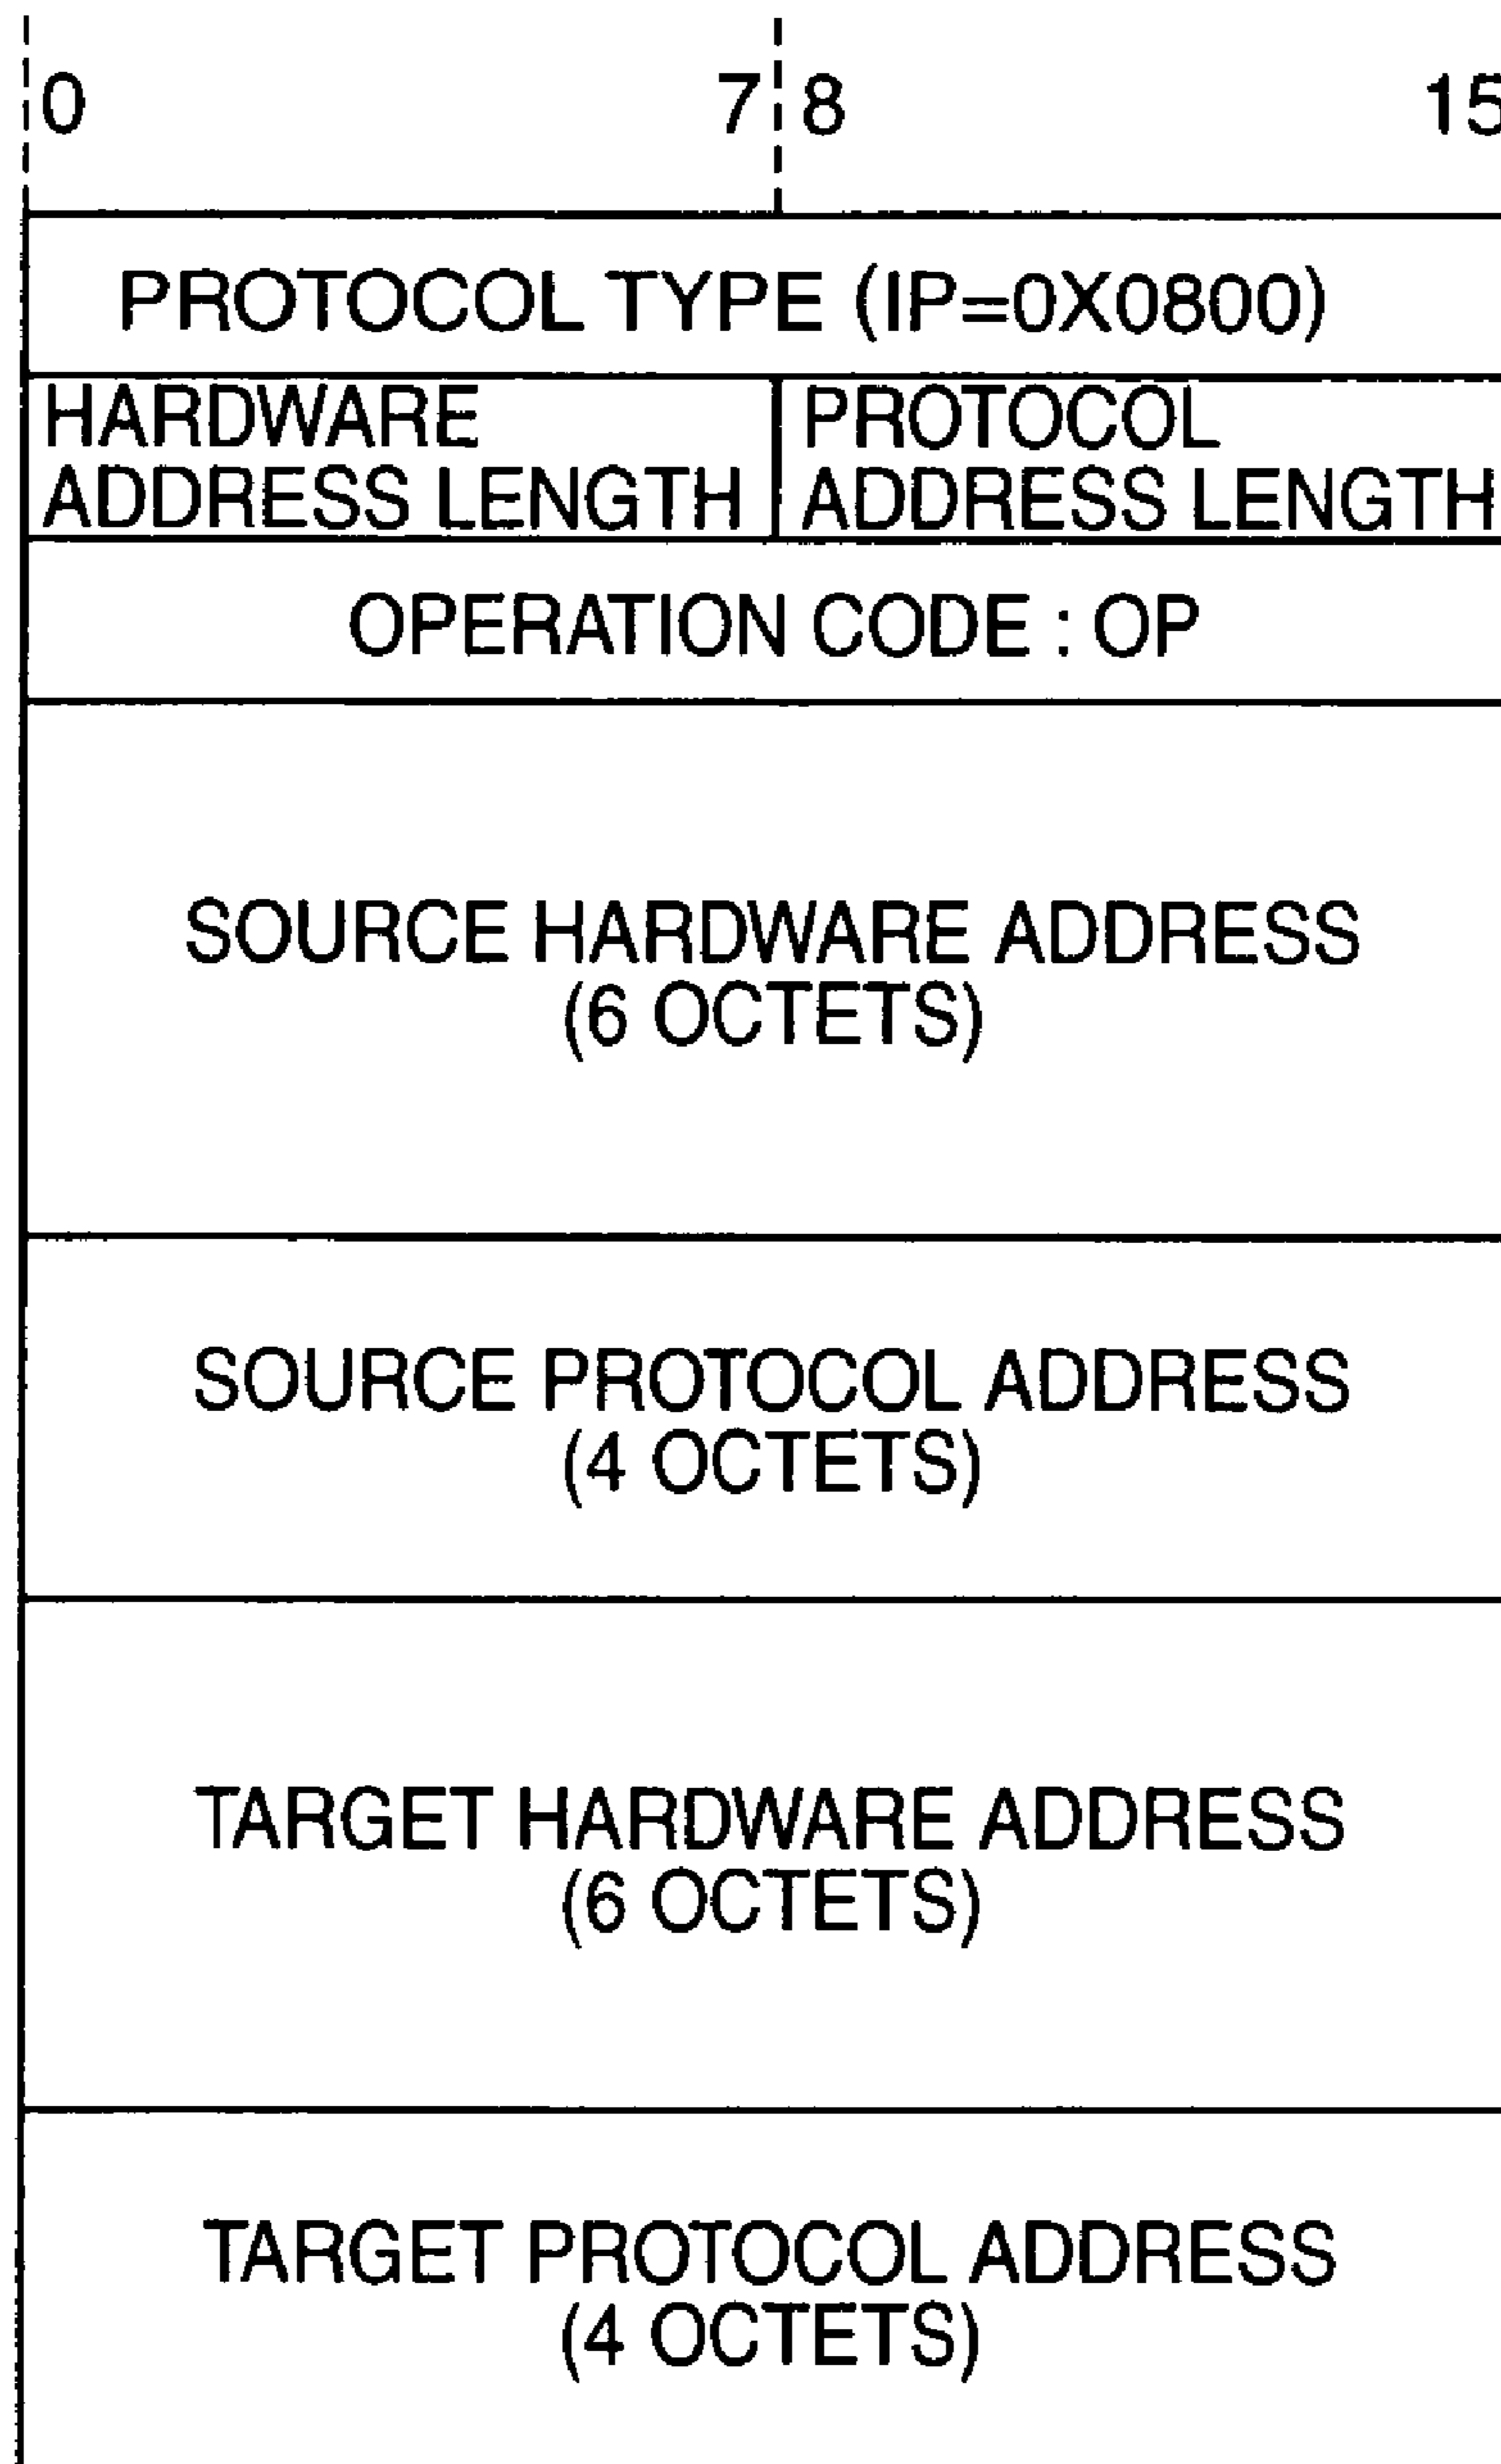 0 7 8 15
PROTOCOL TYPE (IP=0X0800)
HARDWARE
ADDRESS LENGTH
PROTOCOL
ADDRESS LENGTH
OPERATION CODE : OP
SOURCE HARDWARE ADDRESS
(6 OCTETS)
SOURCE PROTOCOL ADDRESS
(4 OCTETS)
TARGET HARDWARE ADDRESS
(6 OCTETS)
TARGET PROTOCOL ADDRESS
(4 OCTETS)